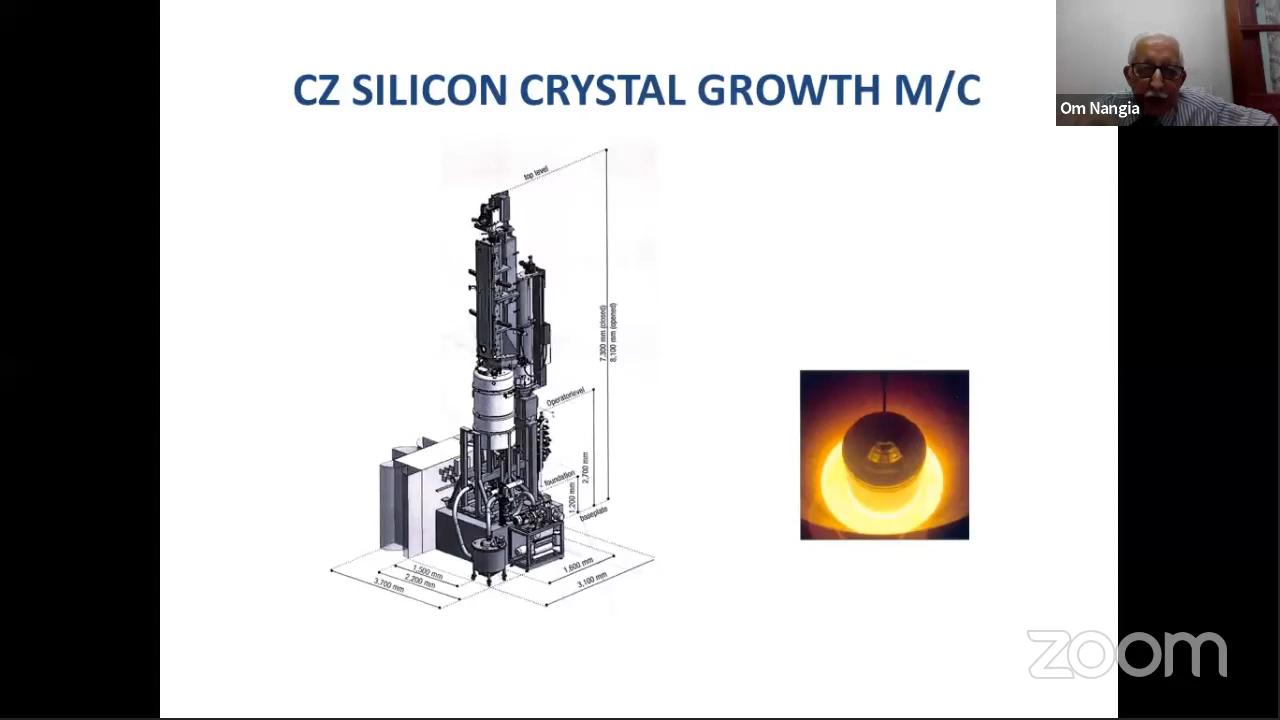 CZ SILICON CRYSTAL GROWTH M/C
Om Nangia
top level
7,300 mm (closed)
8,100 mm (opened)
Operatorlevel
foundation
2,700 mm
1,200 mm
baseplate
1,500 mm
2,200 mm
3,700 mm
1,600 mm
3,100 mm
zoom